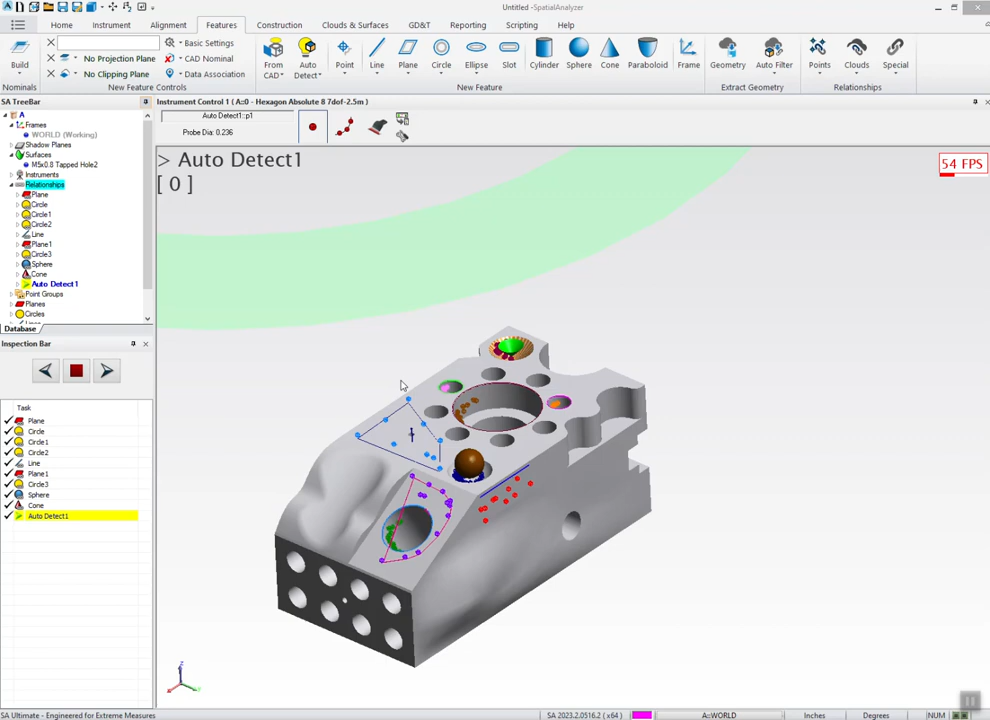 Untitled -SpatialAnalyzer
Home Instrument Alignment Features Construction Clouds & Surfaces GD&T Reporting Scripting View Help
Build
Nominals
No Projection Plane
No Clipping Plane
Basic Settings
CAD Nominal
Data Association
New Feature Controls
From CAD
Auto Detect
Point
Line
Plane
Circle
Ellipse
Slot
Cylinder
Sphere
Cone
Paraboloid
Frame
New Feature
Geometry
Auto Filter
Extract Geometry
Points
Clouds
Special
Relationships
SA TreeBar
A
Frames
WORLD (Working)
Shadow Planes
Surfaces
M5x0.8 Tapped Hole2
Instruments
Relationships
Plane
Circle
Circle1
Circle2
Line
Plane1
Circle3
Sphere
Cone
Auto Detect1
Point Groups
Planes
Circles
Database
Inspection Bar
Task
Plane
Circle
Circle1
Circle2
Line
Plane1
Circle3
Sphere
Cone
Auto Detect1
Instrument Control 1 ( A::0 - Hexagon Absolute 8 7dof-2.5m )
Auto Detect1::p1
Probe Dia: 0.236
> Auto Detect1
[ 0 ]
54 FPS
SA Ultimate - Engineered for Extreme Measures
SA 2023.2.0516.2 ( x64 )
A::WORLD
Inches
Degrees
NUM